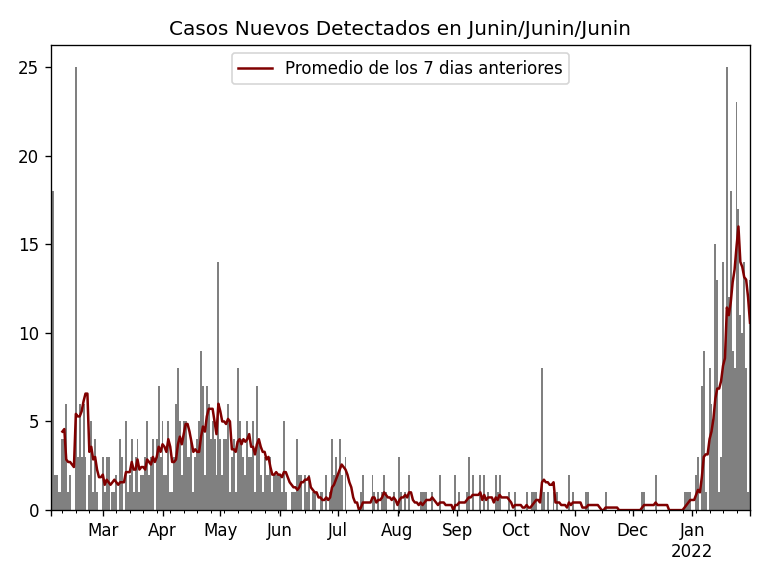 Casos Nuevos Detectados en Junin/Junin/Junin
Promedio de los 7 dias anteriores
25
20
15
10
5
0
Mar Apr May Jun Jul Aug Sep Oct Nov Dec Jan
2022